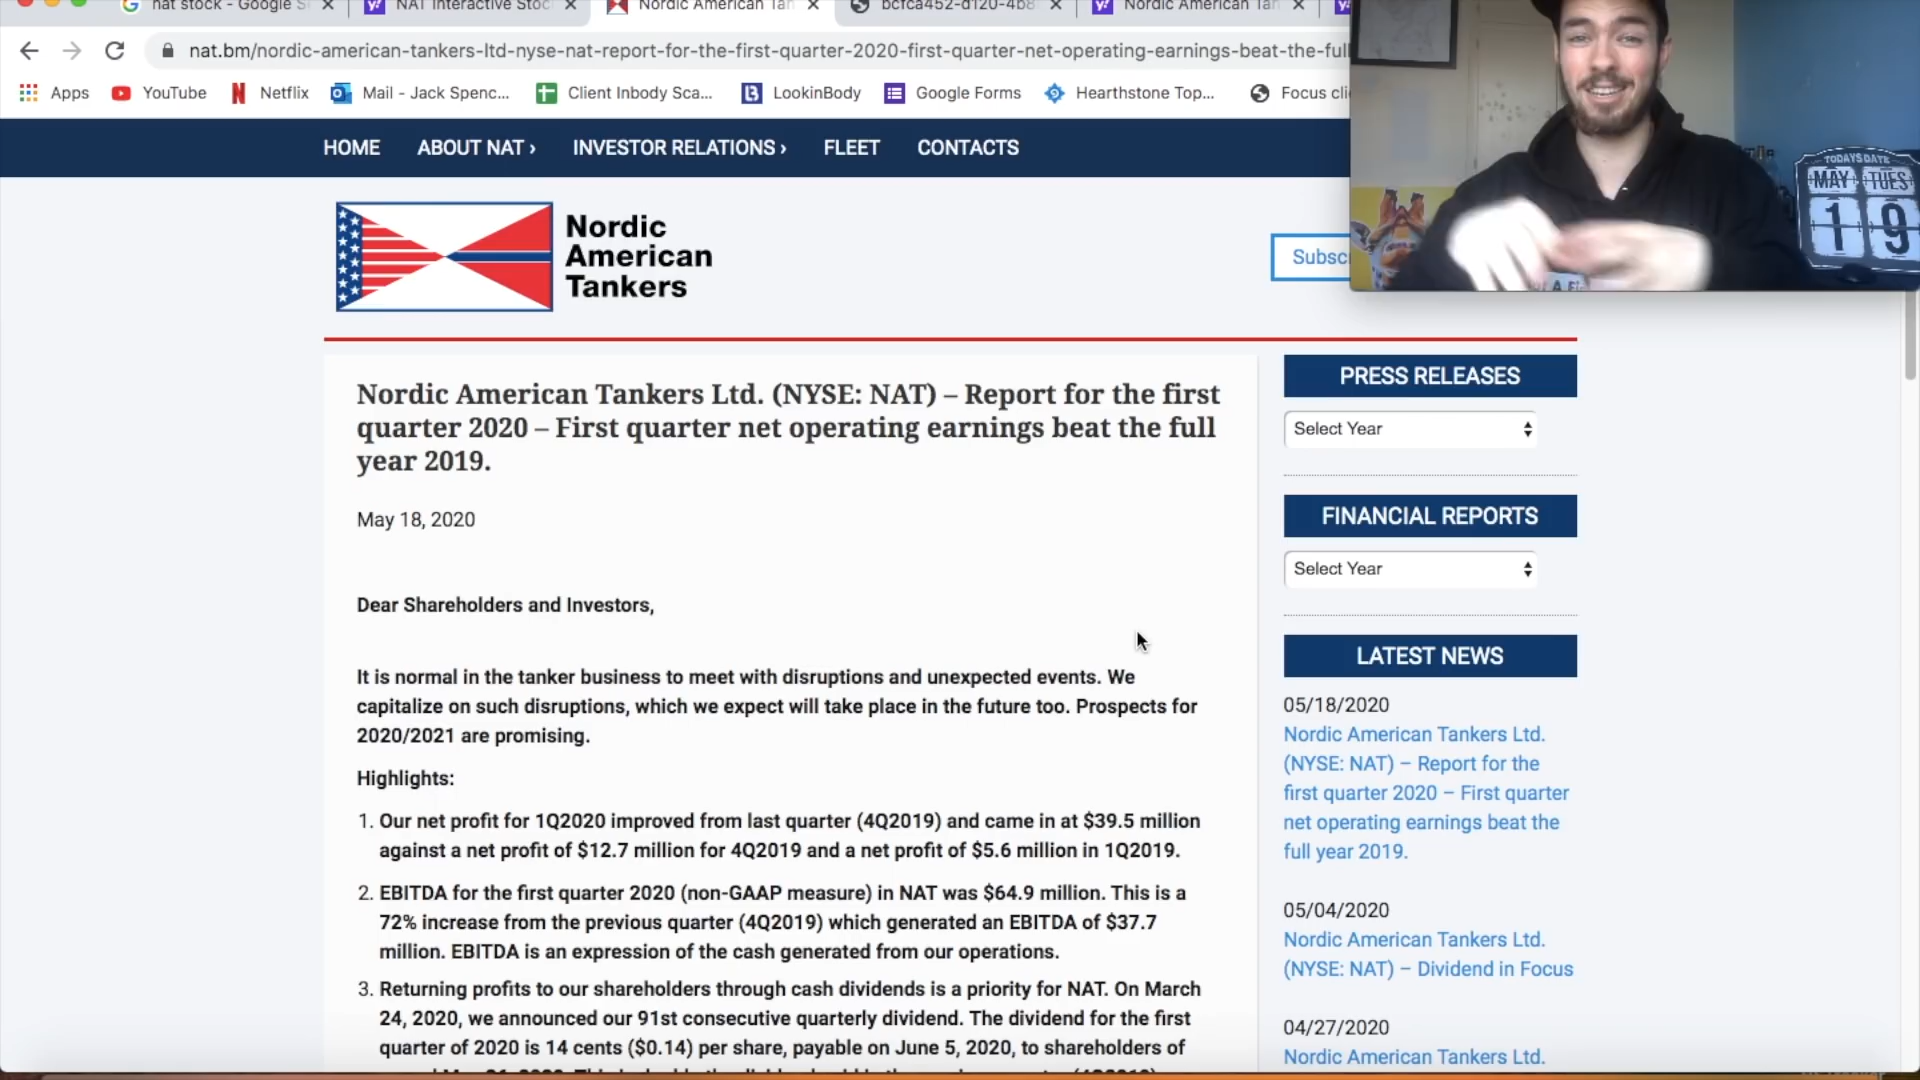 nat stock - Google S
NAT Interactive Stoc
Nordic American Tan
bcfca452-d120-4b8
Nordic American Tan
nat.bm/nordic-american-tankers-ltd-nyse-nat-report-for-the-first-quarter-2020-first-quarter-net-operating-earnings-beat-the-full
Apps
YouTube
Netflix
Mail - Jack Spenc...
Client Inbody Sca...
LookinBody
Google Forms
Hearthstone Top...
Focus cli
HOME
ABOUT NAT ›
INVESTOR RELATIONS ›
FLEET
CONTACTS
TODAYS DATE
MAY TUES
19
Nordic
American
Tankers
Subsc
Nordic American Tankers Ltd. (NYSE: NAT) – Report for the first
quarter 2020 – First quarter net operating earnings beat the full
year 2019.
May 18, 2020
Dear Shareholders and Investors,
It is normal in the tanker business to meet with disruptions and unexpected events. We
capitalize on such disruptions, which we expect will take place in the future too. Prospects for
2020/2021 are promising.
Highlights:
1. Our net profit for 1Q2020 improved from last quarter (4Q2019) and came in at $39.5 million
against a net profit of $12.7 million for 4Q2019 and a net profit of $5.6 million in 1Q2019.
2. EBITDA for the first quarter 2020 (non-GAAP measure) in NAT was $64.9 million. This is a
72% increase from the previous quarter (4Q2019) which generated an EBITDA of $37.7
million. EBITDA is an expression of the cash generated from our operations.
3. Returning profits to our shareholders through cash dividends is a priority for NAT. On March
24, 2020, we announced our 91st consecutive quarterly dividend. The dividend for the first
quarter of 2020 is 14 cents ($0.14) per share, payable on June 5, 2020, to shareholders of
PRESS RELEASES
Select Year
FINANCIAL REPORTS
Select Year
LATEST NEWS
05/18/2020
Nordic American Tankers Ltd.
(NYSE: NAT) – Report for the
first quarter 2020 – First quarter
net operating earnings beat the
full year 2019.
05/04/2020
Nordic American Tankers Ltd.
(NYSE: NAT) – Dividend in Focus
04/27/2020
Nordic American Tankers Ltd.